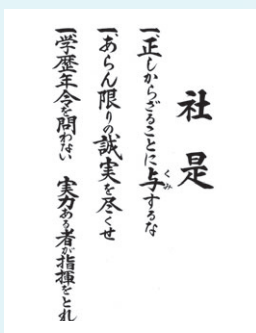 社是
一、正しからざることに与するな
くみ
一、あらん限りの誠実を尽くせ
一、学歴年令を問わない 実力ある者が指揮をとれ